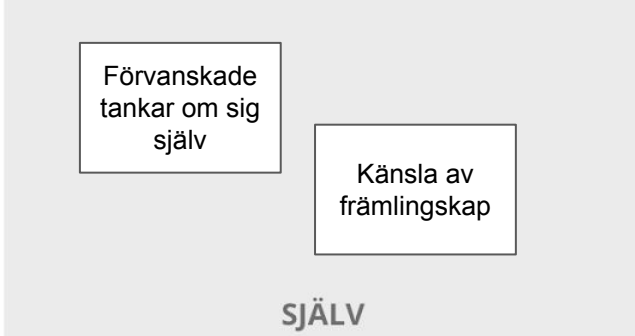 Förvanskade
tankar om sig
själv
Känsla av
främlingskap
SJÄLV